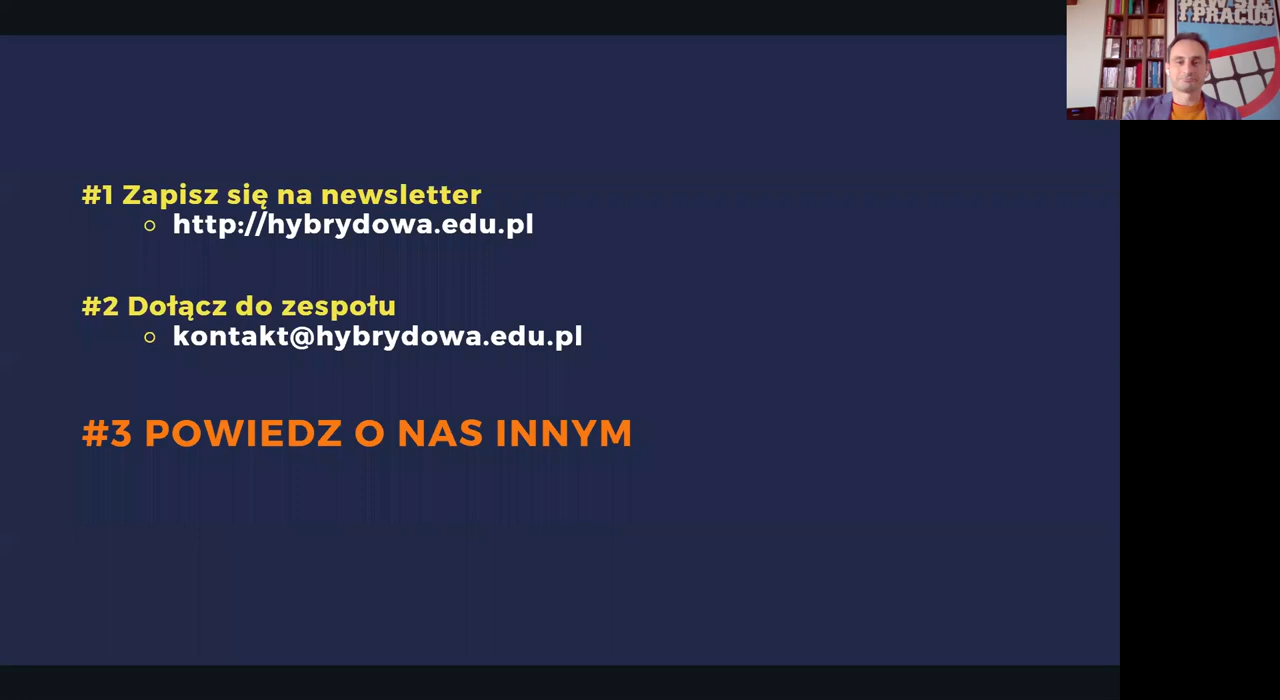 #1 Zapisz się na newsletter
http://hybrydowa.edu.pl
#2 Dołącz do zespołu
kontakt@hybrydowa.edu.pl
#3 POWIEDZ O NAS INNYM
I PRACUJ